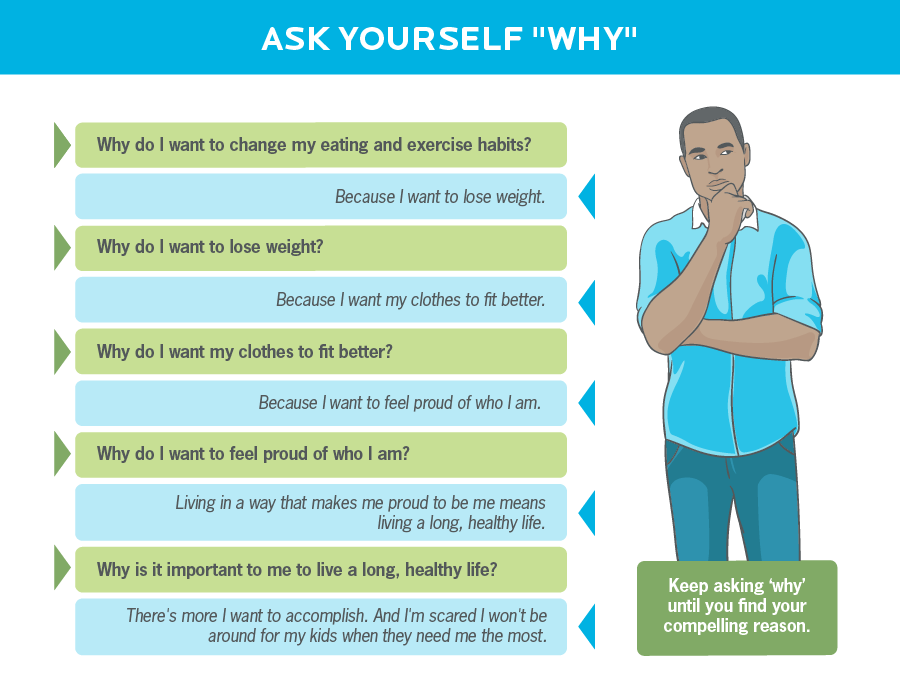 ASK YOURSELF "WHY"
Why do I want to change my eating and exercise habits?
Because I want to lose weight.
Why do I want to lose weight?
Because I want my clothes to fit better.
Why do I want my clothes to fit better?
Because I want to feel proud of who I am.
Why do I want to feel proud of who I am?
Living in a way that makes me proud to be me means
living a long, healthy life.
Why is it important to me to live a long, healthy life?
There's more I want to accomplish. And I'm scared I won't be
around for my kids when they need me the most.
Keep asking ‘why’
until you find your
compelling reason.